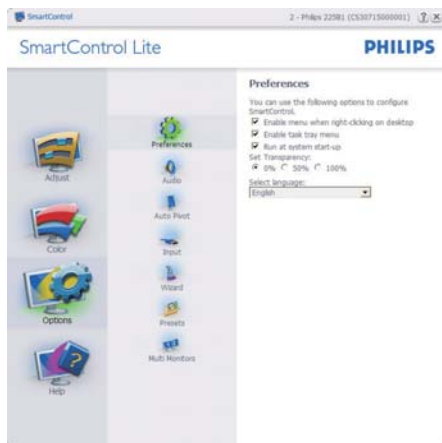 SmartControl
2 - Philips 225B1 (CS30715000001)
SmartControl Lite
PHILIPS
Adjust
Color
Options
Help
Preferences
Audio
Auto Pivot
Input
Wizard
Presets
Multi Monitors
Preferences
You can use the following options to configure
SmartControl.
Enable menu when right-clicking on desktop
Enable task tray menu
Run at system start-up
Set Transparency:
0% 50% 100%
Select language:
English